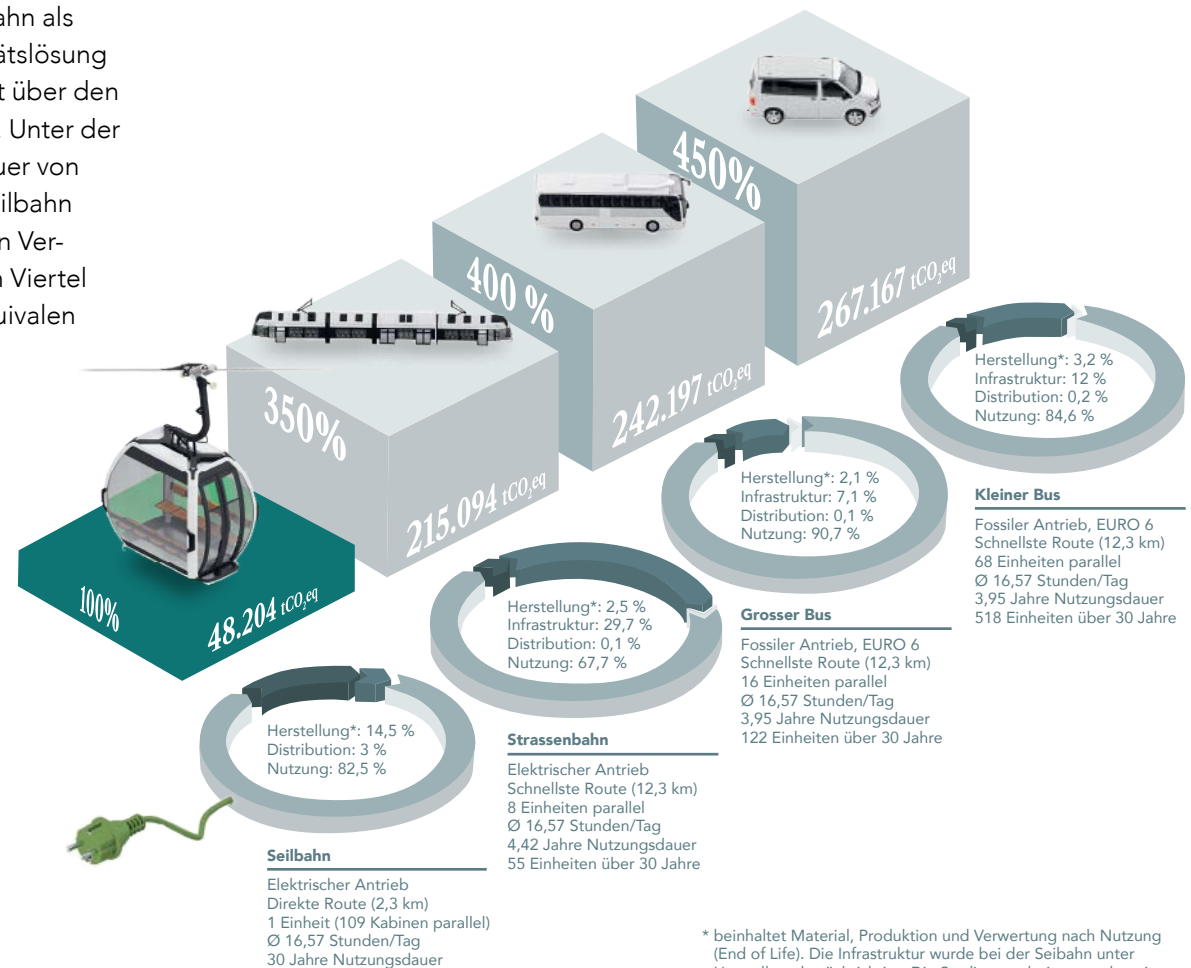 ahn als
ätslösung
t über den
Unter der
uer von
eilbahn
n Ver-
n Viertel
uivalen
450%
267.167 tCO₂eq
400 %
242.197 tCO₂eq
350%
215.094 tCO₂eq
100%
48.204 tCO₂eq
Herstellung*: 3,2 %
Infrastruktur: 12 %
Distribution: 0,2 %
Nutzung: 84,6 %
Kleiner Bus
Fossiler Antrieb, EURO 6
Schnellste Route (12,3 km)
68 Einheiten parallel
Ø 16,57 Stunden/Tag
3,95 Jahre Nutzungsdauer
518 Einheiten über 30 Jahre
Herstellung*: 2,1 %
Infrastruktur: 7,1 %
Distribution: 0,1 %
Nutzung: 90,7 %
Grosser Bus
Fossiler Antrieb, EURO 6
Schnellste Route (12,3 km)
16 Einheiten parallel
Ø 16,57 Stunden/Tag
3,95 Jahre Nutzungsdauer
122 Einheiten über 30 Jahre
Herstellung*: 2,5 %
Infrastruktur: 29,7 %
Distribution: 0,1 %
Nutzung: 67,7 %
Strassenbahn
Elektrischer Antrieb
Schnellste Route (12,3 km)
8 Einheiten parallel
Ø 16,57 Stunden/Tag
4,42 Jahre Nutzungsdauer
55 Einheiten über 30 Jahre
Herstellung*: 14,5 %
Distribution: 3 %
Nutzung: 82,5 %
Seilbahn
Elektrischer Antrieb
Direkte Route (2,3 km)
1 Einheit (109 Kabinen parallel)
Ø 16,57 Stunden/Tag
30 Jahre Nutzungsdauer
* beinhaltet Material, Produktion und Verwertung nach Nutzung
(End of Life). Die Infrastruktur wurde bei der Seibahn unter